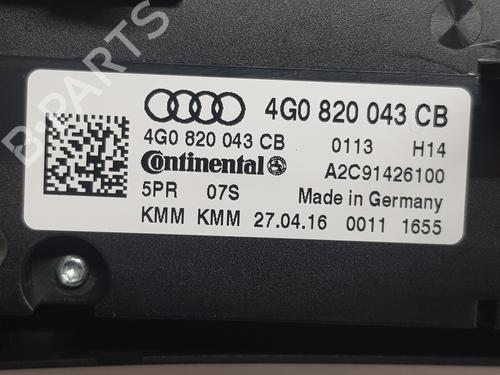 B-PARTS
4G0 820 043 CB
4G0 820 043 CB 0113 H14
Continental A2C91426100
5PR 07S Made in Germany
KMM KMM 27.04.16 0011 1655